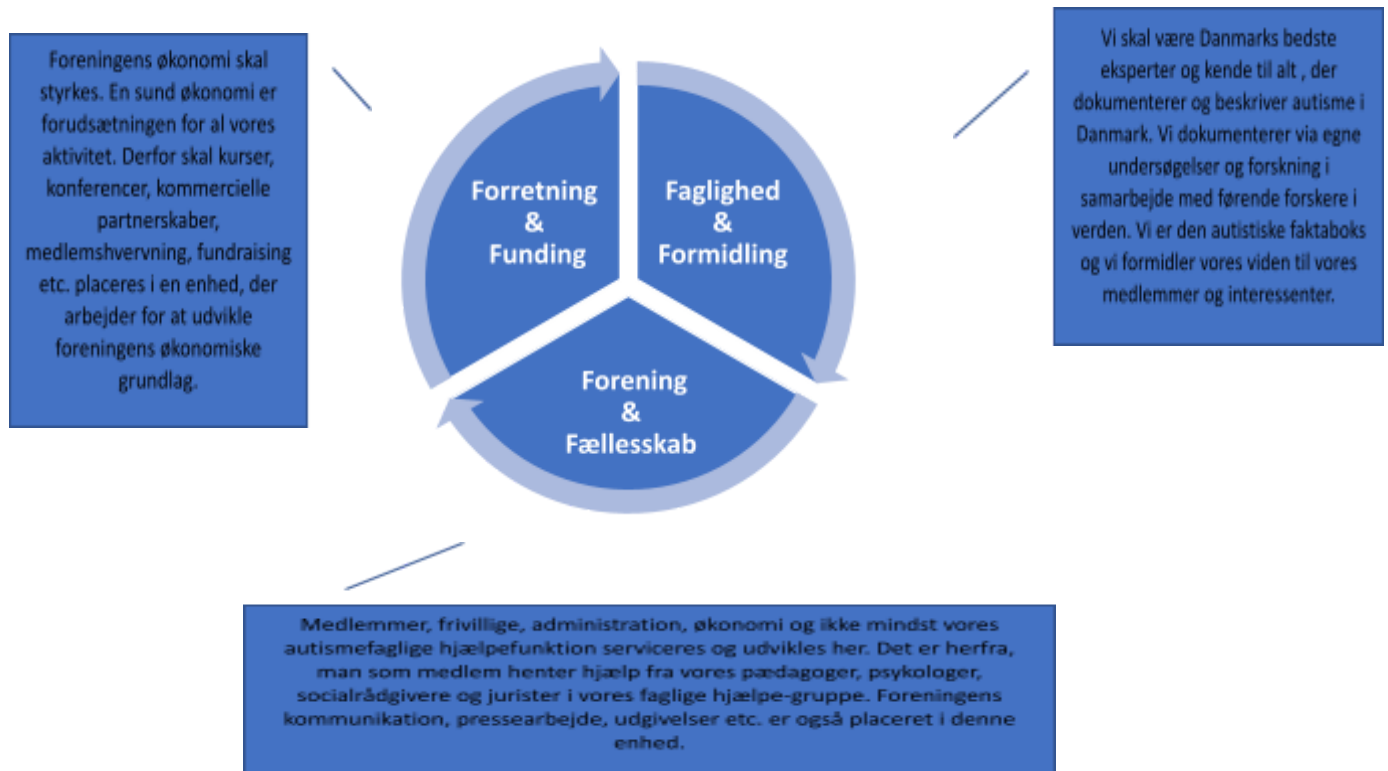 Foreningens økonomi skal
styrkes. En sund økonomi er
forudsætningen for al vores
aktivitet. Derfor skal kurser,
konferencer, kommercielle
partnerskaber,
medlemshvervning, fundraising
etc. placeres i en enhed, der
arbejder for at udvikle
foreningens økonomiske
grundlag.
Forretning
&
Funding
Faglighed
&
Formidling
Forening
&
Fællesskab
Vi skal være Danmarks bedste
eksperter og kende til alt , der
dokumenterer og beskriver autisme i
Danmark. Vi dokumenterer via egne
undersøgelser og forskning i
samarbejde med førende forskere i
verden. Vi er den autistiske faktaboks
og vi formidler vores viden til vores
medlemmer og interessenter.
Medlemmer, frivillige, administration, økonomi og ikke mindst vores
autismefaglige hjælpefunktion serviceres og udvikles her. Det er herfra,
man som medlem henter hjælp fra vores pædagoger, psykologer,
socialrådgivere og jurister i vores faglige hjælpe-gruppe. Foreningens
kommunikation, pressearbejde, udgivelser etc. er også placeret i denne
enhed.